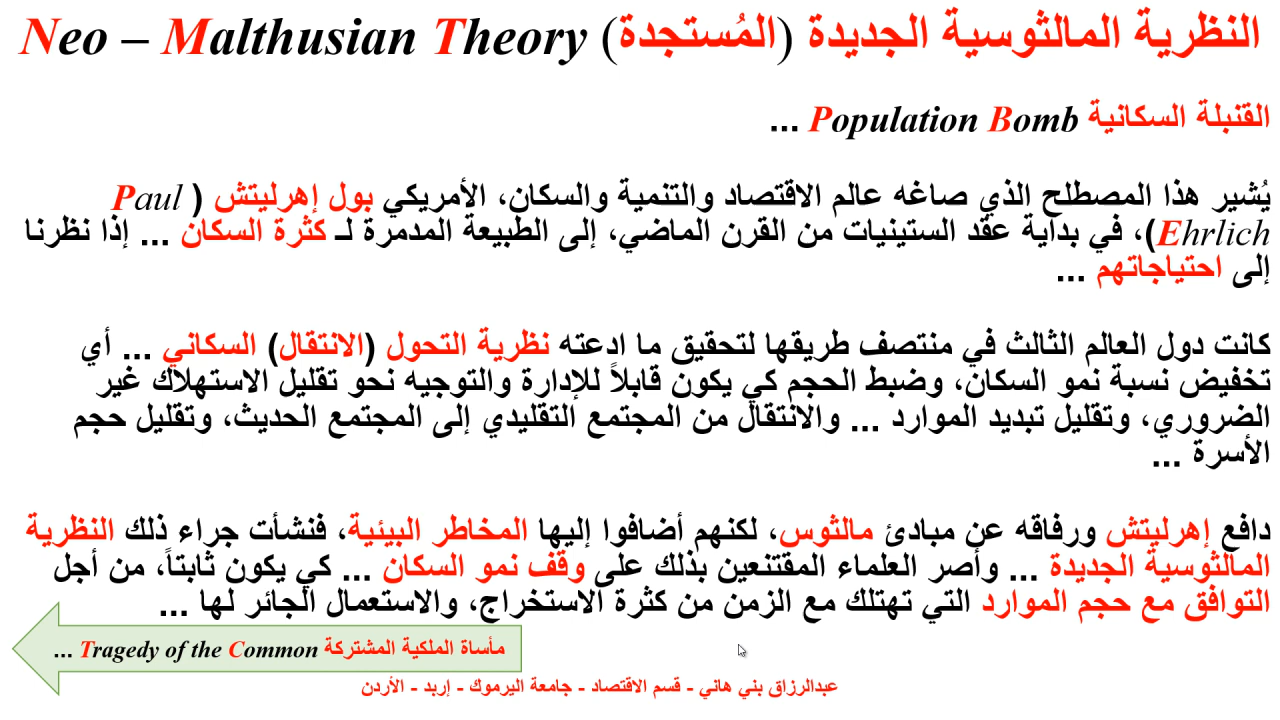 النظرية المالثوسية الجديدة (المُستجدة) Neo – Malthusian Theory
القنبلة السكانية Population Bomb ...
يُشير هذا المصطلح الذي صاغه عالم الاقتصاد والتنمية والسكان، الأمريكي بول إهرليتش (Paul
Ehrlich)، في بداية عقد الستينيات من القرن الماضي، إلى الطبيعة المدمرة لـ كثرة السكان ... إذا نظرنا
إلى احتياجاتهم ...
كانت دول العالم الثالث في منتصف طريقها لتحقيق ما ادعته نظرية التحول (الانتقال) السكاني ... أي
تخفيض نسبة نمو السكان، وضبط الحجم كي يكون قابلاً للإدارة والتوجيه نحو تقليل الاستهلاك غير
الضروري، وتقليل تبديد الموارد ... والانتقال من المجتمع التقليدي إلى المجتمع الحديث، وتقليل حجم
الأسرة ...
دافع إهرليتش ورفاقه عن مبادئ مالثوس، لكنهم أضافوا إليها المخاطر البيئية، فنشأت جراء ذلك النظرية
المالثوسية الجديدة ... وأصر العلماء المقتنعين بذلك على وقف نمو السكان ... كي يكون ثابتاً، من أجل
التوافق مع حجم الموارد التي تهتلك مع الزمن من كثرة الاستخراج، والاستعمال الجائر لها ...
مأساة الملكية المشتركة Tragedy of the Common ...
عبدالرزاق بني هاني - قسم الاقتصاد - جامعة اليرموك - إربد - الأردن